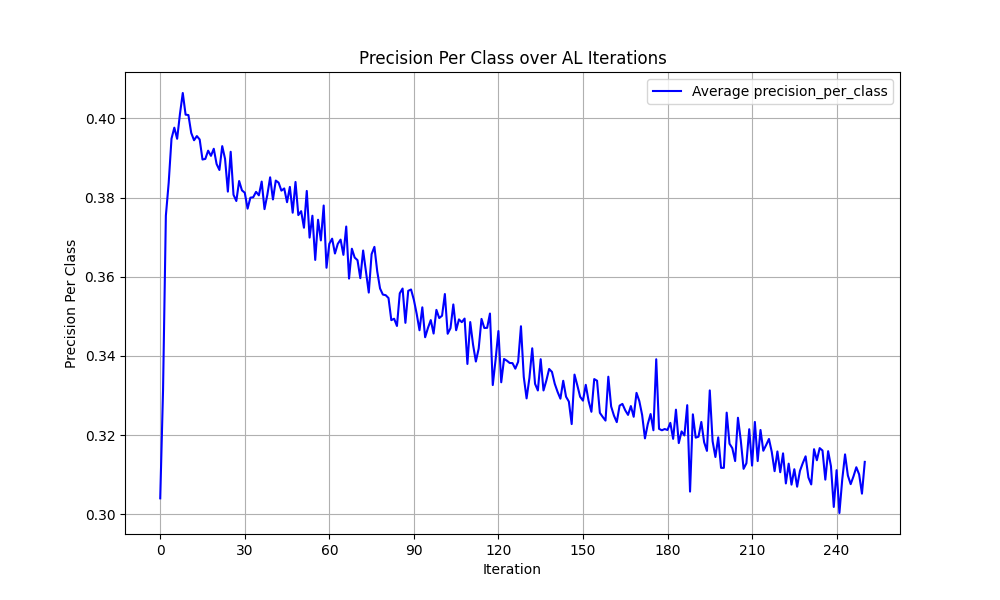 Precision Per Class over AL Iterations
Average precision_per_class
Precision Per Class
0.40
0.38
0.36
0.34
0.32
0.30
0 30 60 90 120 150 180 210 240
Iteration